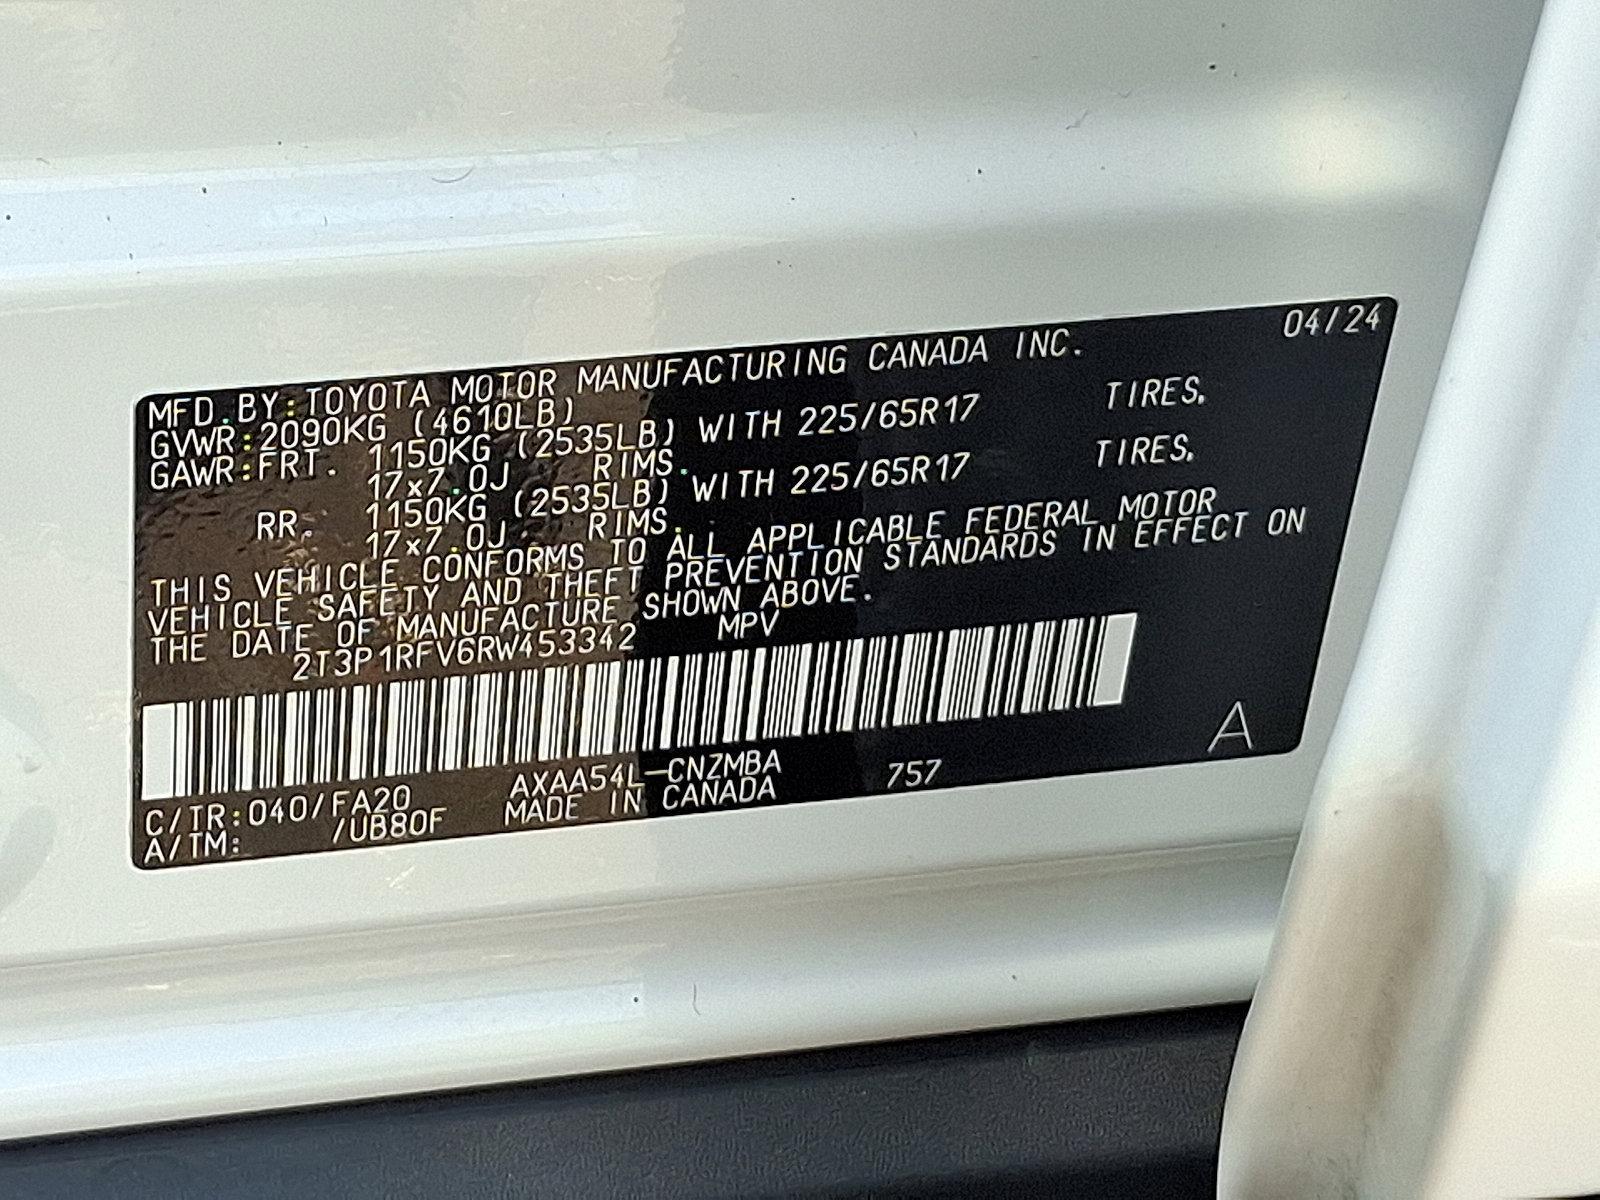 04/24
MFD.BY:TOYOTA MOTOR MANUFACTURING CANADA INC.
GVWR:2090KG (4610LB)
GAWR:FRT. 1150KG (2535LB) WITH 225/65R17 TIRES.
17x7.0J RIMS.
RR. 1150KG (2535LB) WITH 225/65R17 TIRES.
17x7.0J RIMS.
THIS VEHICLE CONFORMS TO ALL APPLICABLE FEDERAL MOTOR
VEHICLE SAFETY AND THEFT PREVENTION STANDARDS IN EFFECT ON
THE DATE OF MANUFACTURE SHOWN ABOVE.
2T3P1RFV6RW453342 MPV
A
C/TR:040/FA20 AXAA54L-CNZMBA 757
A/TM: /UB80F MADE IN CANADA